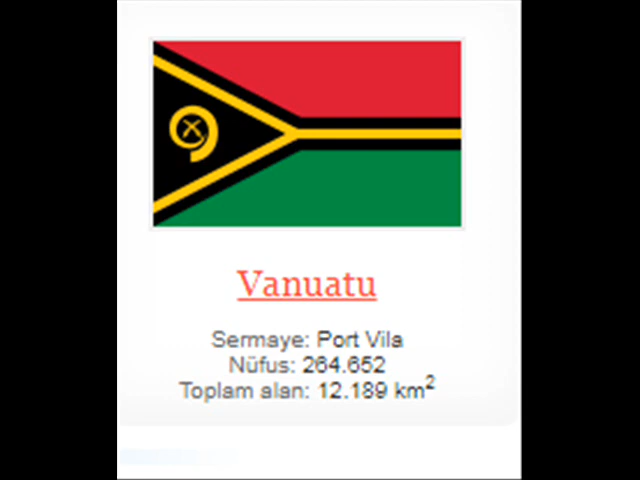 Vanuatu
Sermaye: Port Vila
Nüfus: 264.652
Toplam alan: 12.189 km²